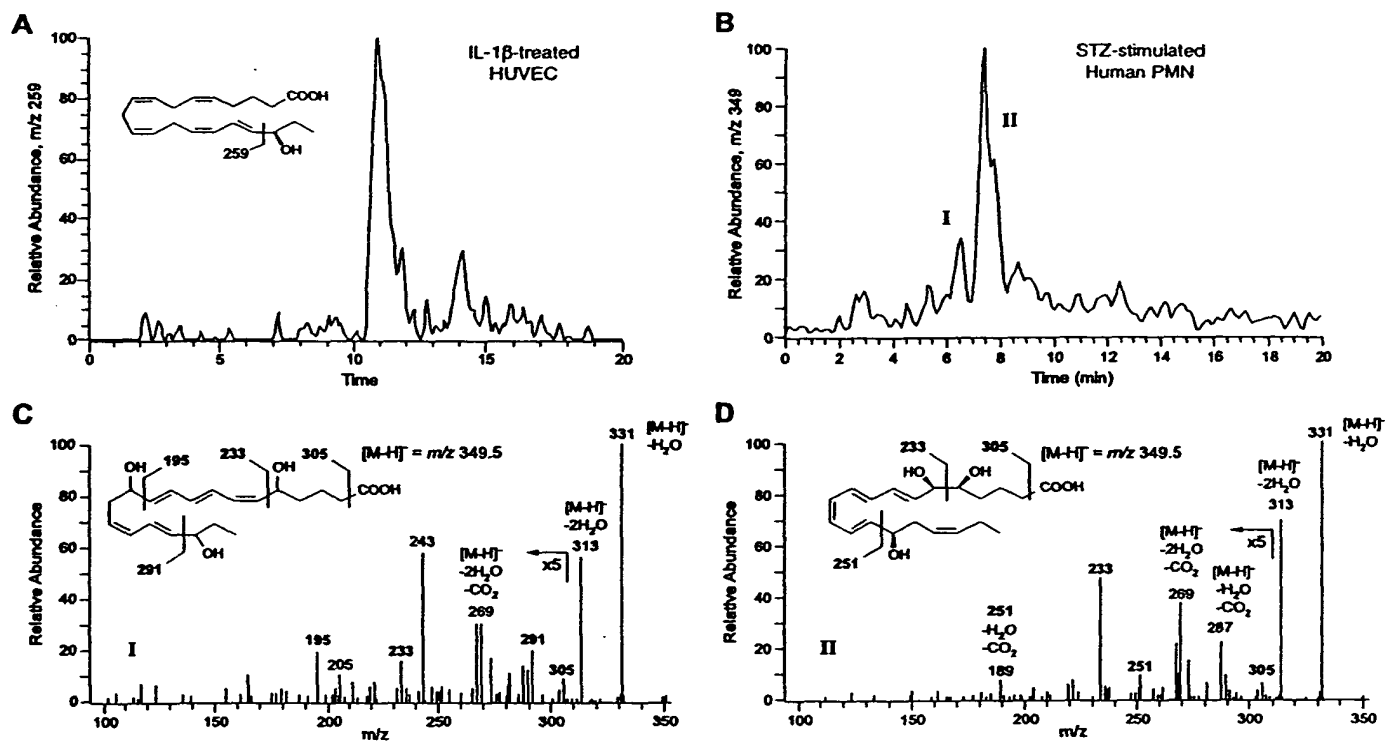 A
IL-1β-treated
HUVEC
Relative Abundance, m/z 259
100
80
60
40
20
0
COOH
OH
259
0 5 10 15 20
Time
B
STZ-stimulated
Human PMN
Relative Abundance, m/z 349
100
80
60
40
20
0
I
II
0 2 4 6 8 10 12 14 16 18 20
Time (min)
C
Relative Abundance
100
80
60
40
20
0
OH 195 233 OH 305 [M-H]⁻ = m/z 349.5
COOH
OH
291
I
195
205
233
243
[M-H]⁻
-2H₂O
-CO₂
269
291
305
x5
[M-H]⁻
-2H₂O
313
331
[M-H]⁻
-H₂O
100 150 200 250 300 350
m/z
D
Relative Abundance
100
80
60
40
20
0
233 305 [M-H]⁻ = m/z 349.5
HO OH
COOH
OH
251
II
251
-H₂O
-CO₂
189
233
251
[M-H]⁻
-2H₂O
-CO₂
269
[M-H]⁻
-H₂O
-CO₂
287
305
x5
[M-H]⁻
-2H₂O
313
331
[M-H]⁻
-H₂O
100 150 200 250 300 350
m/z